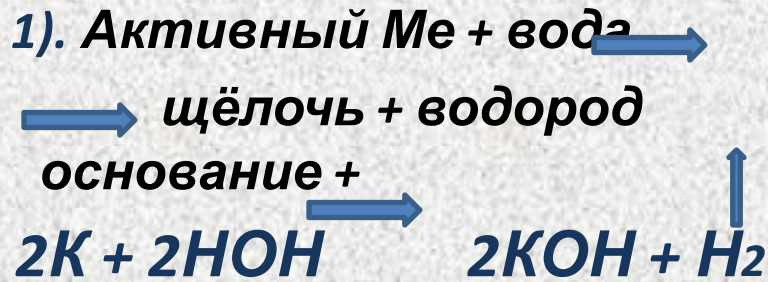 1). Активный Ме + вода
щёлочь + водород
основание +
2К + 2НОН 2КОН + Н2